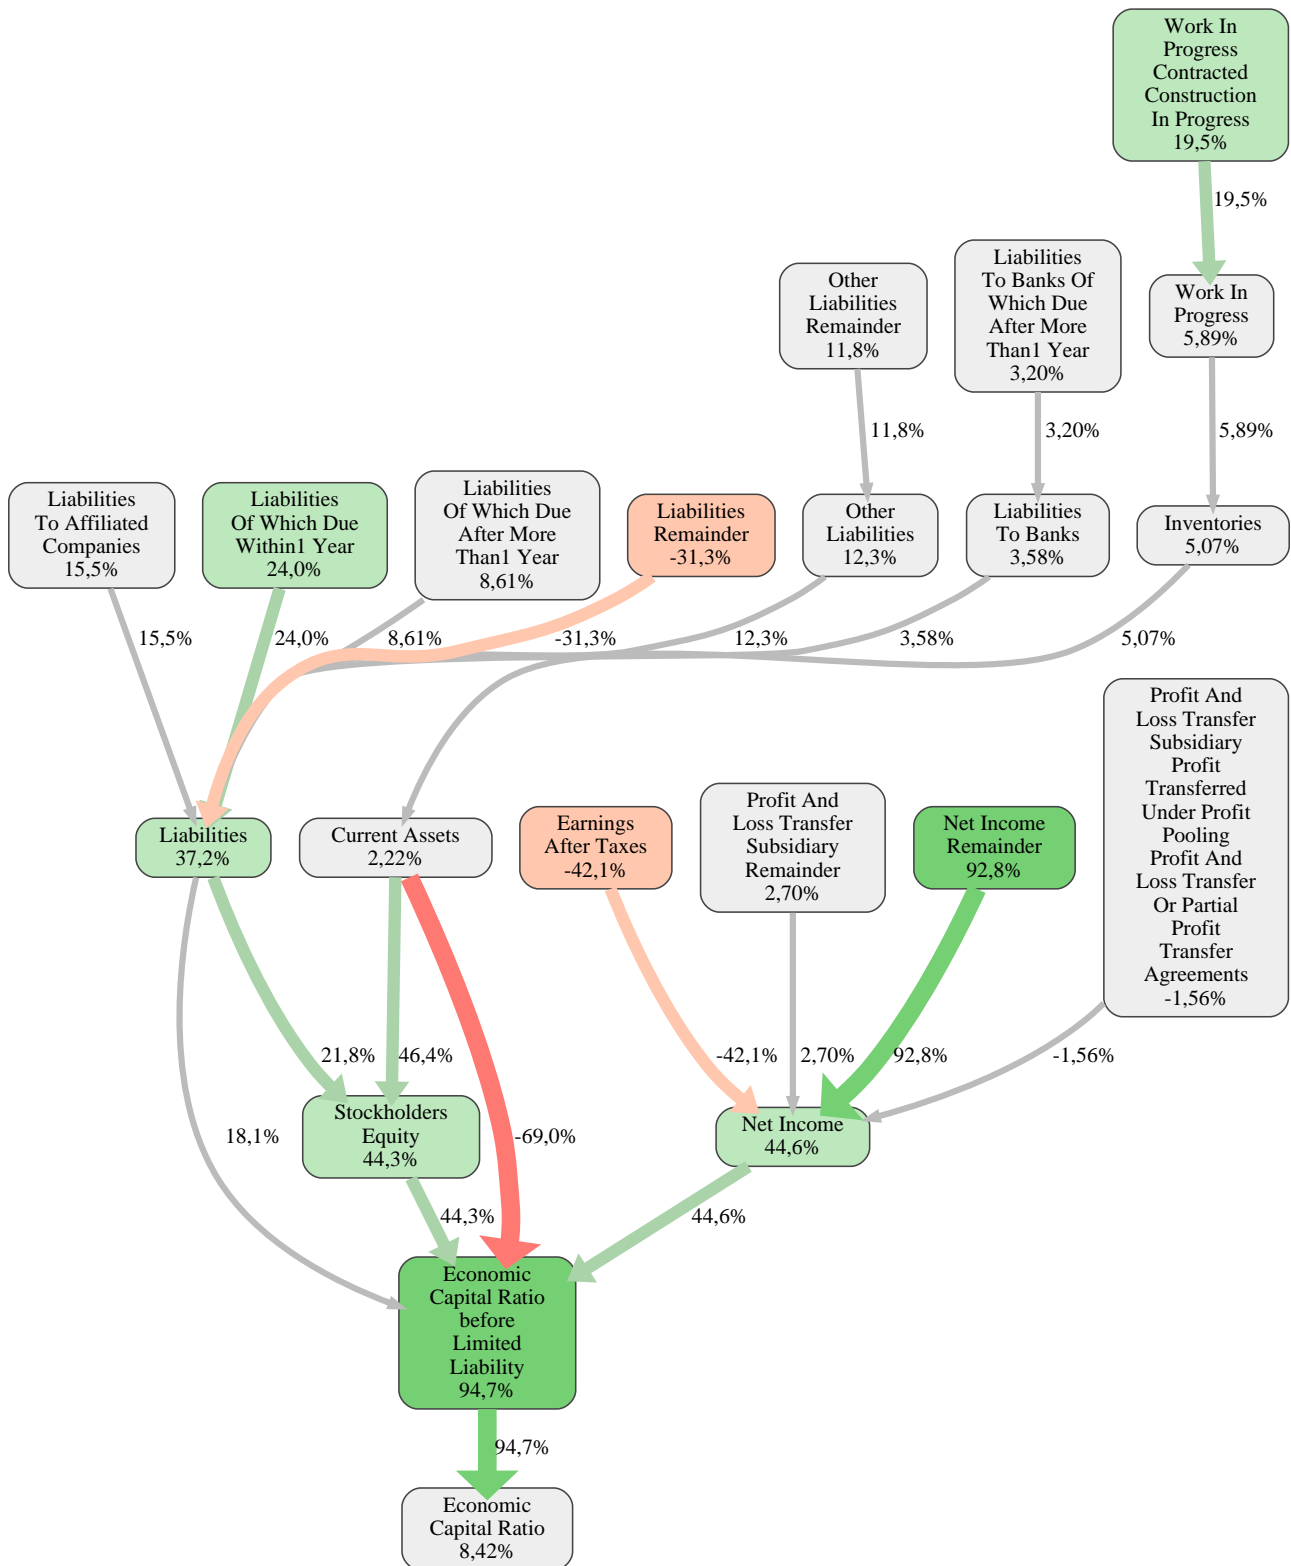 Work In
Progress
Contracted
Construction
In Progress
19,5%
19,5%
Other
Liabilities
Remainder
11,8%
Liabilities
To Banks Of
Which Due
After More
Than1 Year
3,20%
Work In
Progress
5,89%
11,8%
3,20%
5,89%
Liabilities
To Affiliated
Companies
15,5%
Liabilities
Of Which Due
Within1 Year
24,0%
Liabilities
Of Which Due
After More
Than1 Year
8,61%
Liabilities
Remainder
-31,3%
Other
Liabilities
12,3%
Liabilities
To Banks
3,58%
Inventories
5,07%
15,5%
24,0%
8,61%
-31,3%
12,3%
3,58%
5,07%
Liabilities
37,2%
Current Assets
2,22%
Earnings
After Taxes
-42,1%
Profit And
Loss Transfer
Subsidiary
Remainder
2,70%
Net Income
Remainder
92,8%
Profit And
Loss Transfer
Subsidiary
Profit
Transferred
Under Profit
Pooling
Profit And
Loss Transfer
Or Partial
Profit
Transfer
Agreements
-1,56%
21,8%
46,4%
-42,1%
2,70%
92,8%
-1,56%
18,1%
Stockholders
Equity
44,3%
-69,0%
Net Income
44,6%
44,3%
44,6%
Economic
Capital Ratio
before
Limited
Liability
94,7%
94,7%
Economic
Capital Ratio
8,42%